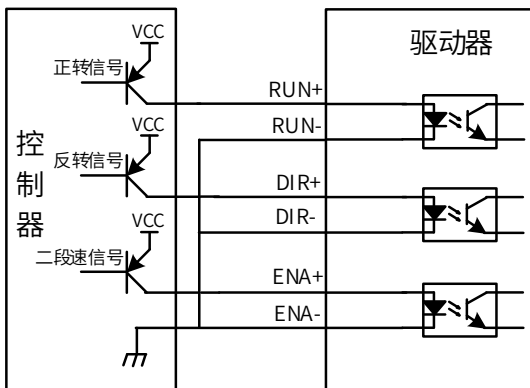 VCC
正转信号
VCC
反转信号
VCC
二段速信号
控制器
驱动器
RUN+
RUN-
DIR+
DIR-
ENA+
ENA-